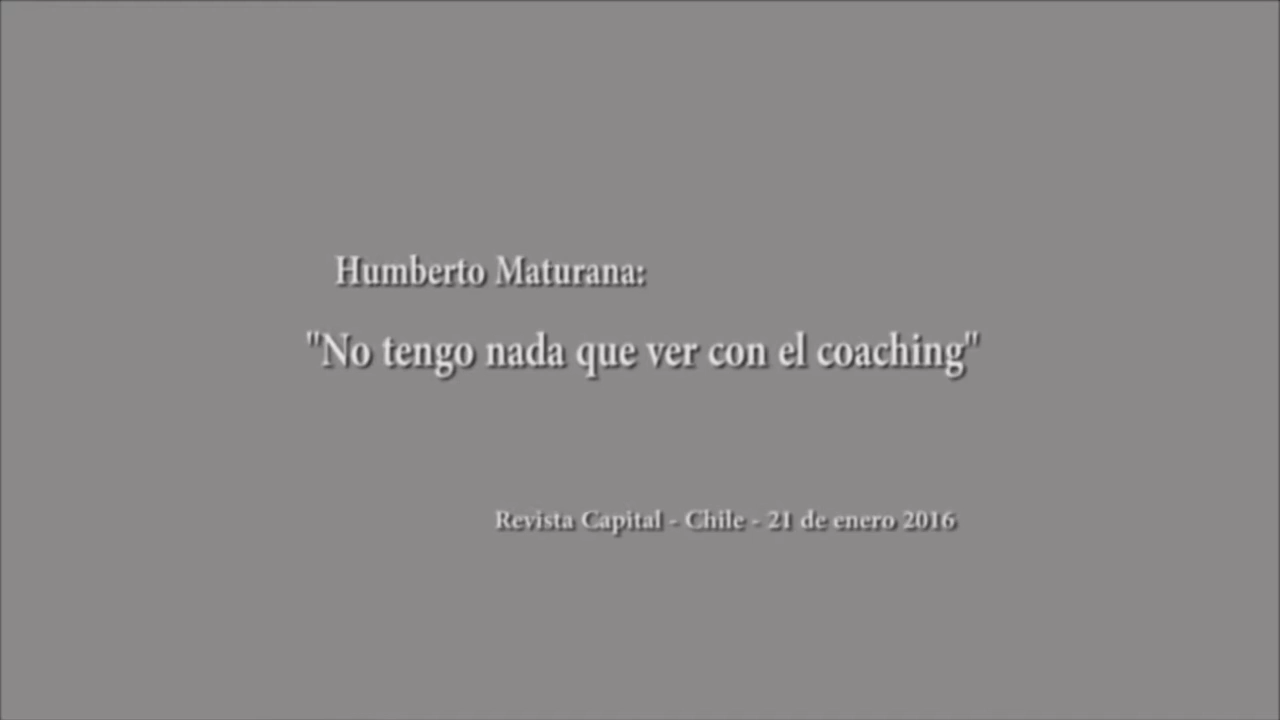 Humberto Maturana:
"No tengo nada que ver con el coaching"
Revista Capital - Chile - 21 de enero 2016